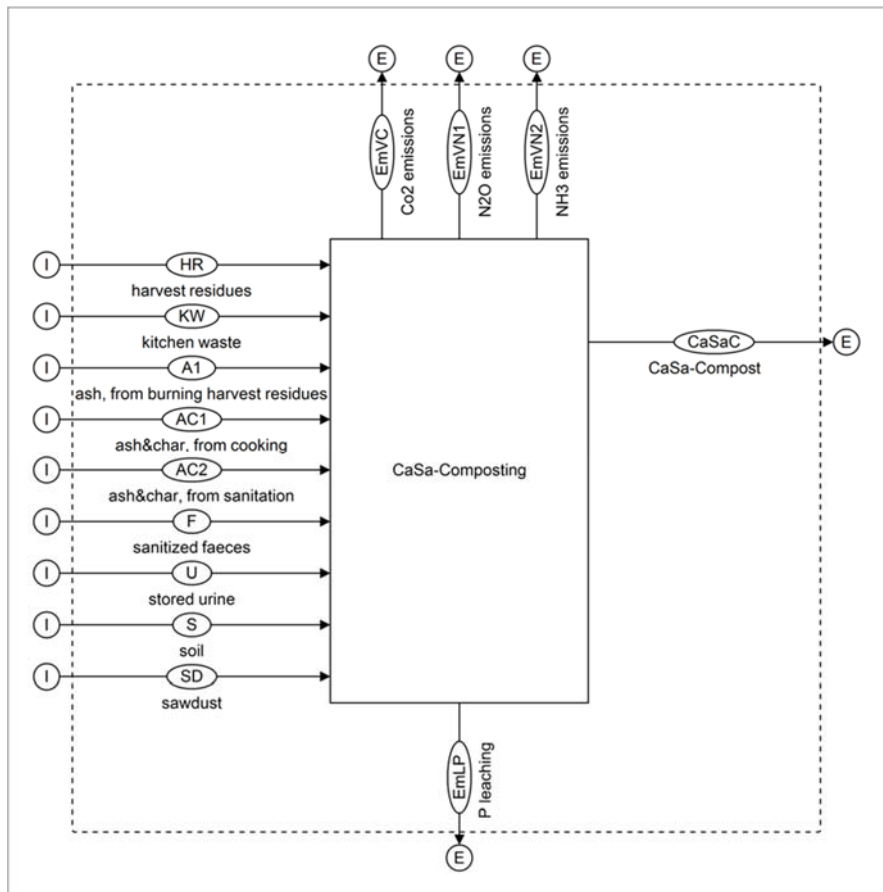 E E E
EmVC
Co2 emissions
EmVN1
N2O emissions
EmVN2
NH3 emissions
I HR
harvest residues
I KW
kitchen waste
I A1
ash, from burning harvest residues
I AC1
ash&char, from cooking
I AC2
ash&char, from sanitation
I F
sanitized faeces
I U
stored urine
I S
soil
I SD
sawdust
CaSa-Composting
CaSaC E
CaSa-Compost
EmLP
P leaching
E